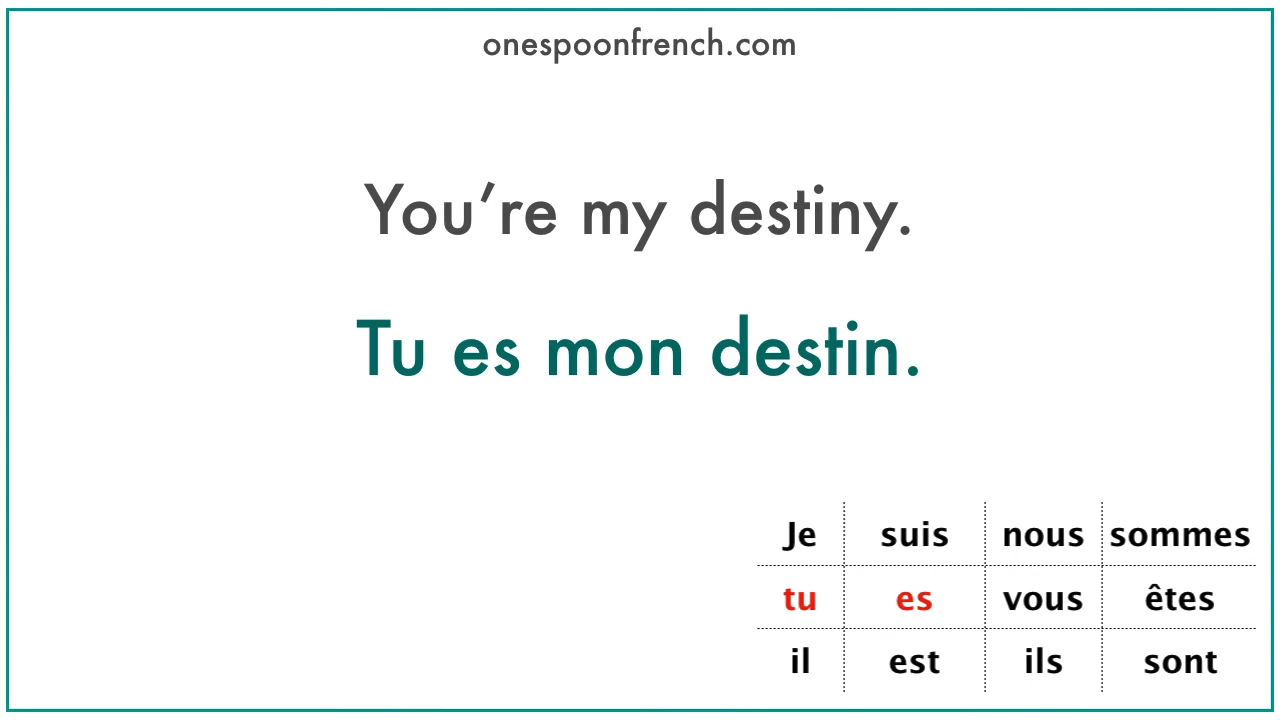 onespoonfrench.com
You’re my destiny.
Tu es mon destin.
Je suis nous sommes
tu es vous êtes
il est ils sont